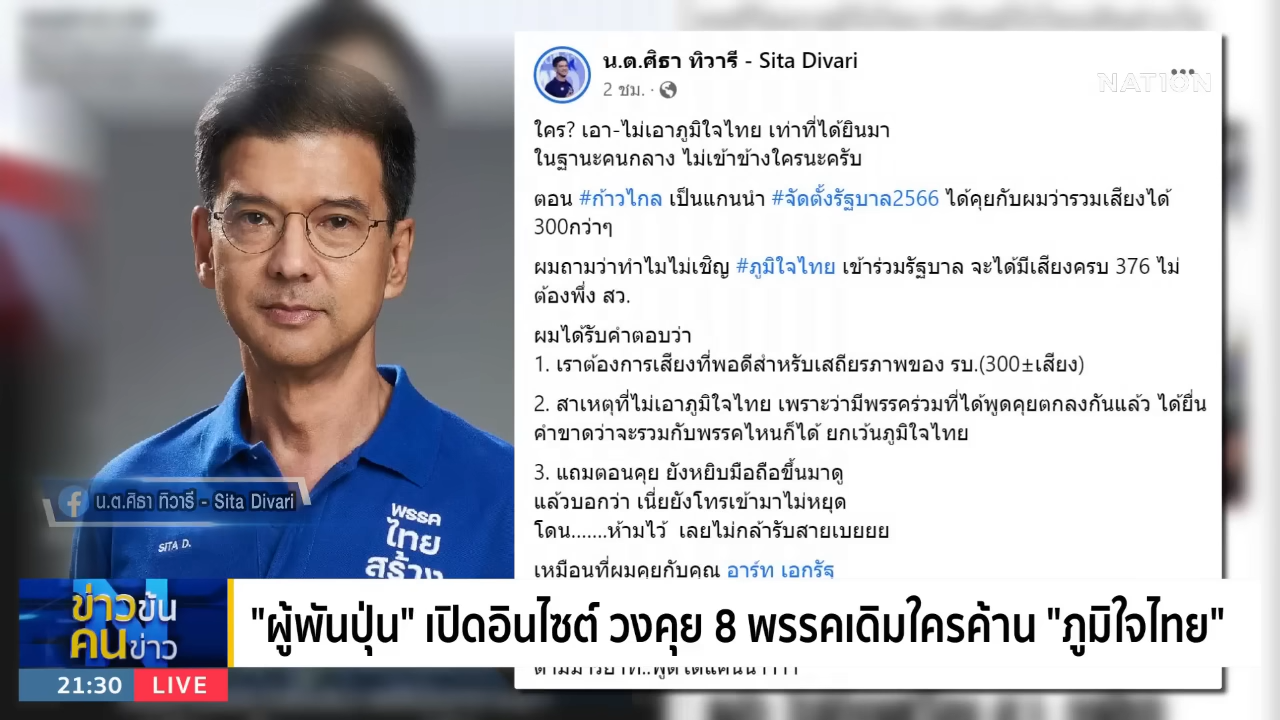 น.ต.ศิธา ทิวารี - Sita Divari
2 ชม.
NATION
ใคร? เอา-ไม่เอาภูมิใจไทย เท่าที่ได้ยินมา
ในฐานะคนกลาง ไม่เข้าข้างใครนะครับ
ตอน #ก้าวไกล เป็นแกนนำ #จัดตั้งรัฐบาล2566 ได้คุยกับผมว่ารวมเสียงได้
300กว่าๆ
ผมถามว่าทำไมไม่เชิญ #ภูมิใจไทย เข้าร่วมรัฐบาล จะได้มีเสียงครบ 376 ไม่
ต้องพึ่ง สว.
ผมได้รับคำตอบว่า
1. เราต้องการเสียงที่พอดีสำหรับเสถียรภาพของ รบ.(300±เสียง)
2. สาเหตุที่ไม่เอาภูมิใจไทย เพราะว่ามีพรรคร่วมที่ได้พูดคุยตกลงกันแล้ว ได้ยื่น
คำขาดว่าจะรวมกับพรรคไหนก็ได้ ยกเว้นภูมิใจไทย
3. แถมตอนคุย ยังหยิบมือถือขึ้นมาดู
แล้วบอกว่า เนี่ยยังโทรเข้ามาไม่หยุด
โดน.......ห้ามไว้ เลยไม่กล้ารับสายเบยยย
เหมือนที่ผมคุยกับคุณ อาร์ท เอกรัฐ
น.ต.ศิธา ทิวารี - Sita Divari
SITA D.
พรรค
ไทย
สร้าง
ข่าวข้น
คนข่าว
"ผู้พันปุ่น" เปิดอินไซต์ วงคุย 8 พรรคเดิมใครค้าน "ภูมิใจไทย"
21:30 LIVE